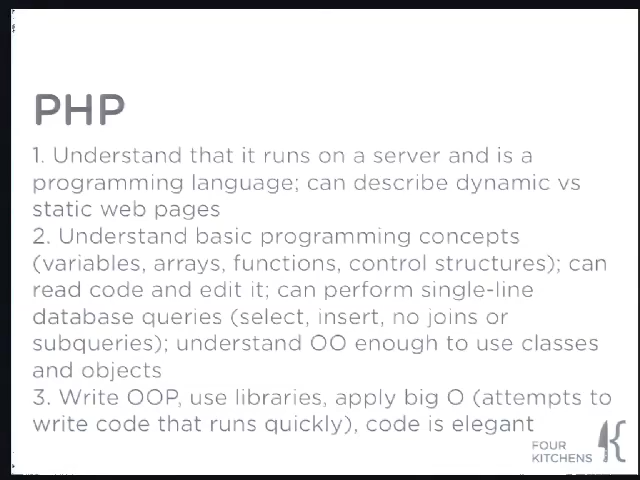 PHP
1. Understand that it runs on a server and is a
programming language; can describe dynamic vs
static web pages
2. Understand basic programming concepts
(variables, arrays, functions, control structures); can
read code and edit it; can perform single-line
database queries (select, insert, no joins or
subqueries); understand OO enough to use classes
and objects
3. Write OOP, use libraries, apply big O (attempts to
write code that runs quickly), code is elegant
FOUR
KITCHENS